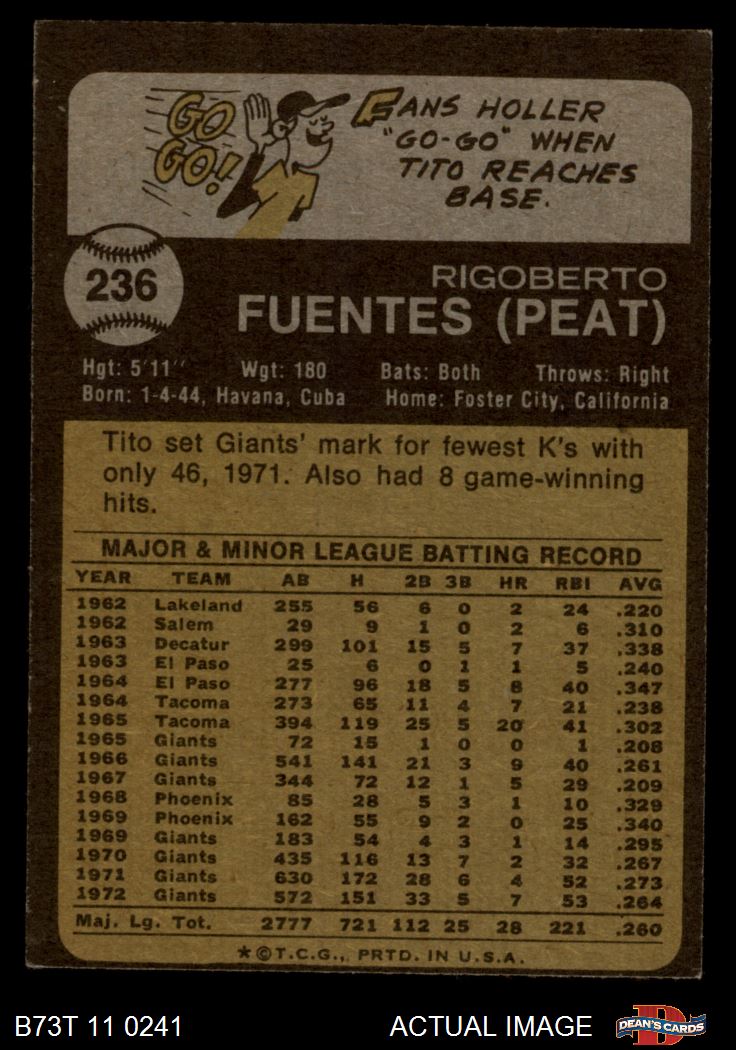 GO
GO!
FANS HOLLER
"GO-GO" WHEN
TITO REACHES
BASE.
236
RIGOBERTO
FUENTES (PEAT)
Hgt: 5'11" Wgt: 180 Bats: Both Throws: Right
Born: 1-4-44, Havana, Cuba Home: Foster City, California
Tito set Giants' mark for fewest K's with
only 46, 1971. Also had 8 game-winning
hits.
MAJOR & MINOR LEAGUE BATTING RECORD
YEAR TEAM AB H 2B 3B HR RBI AVG
1962 Lakeland 255 56 6 0 2 24 .220
1962 Salem 29 9 1 0 2 6 .310
1963 Decatur 299 101 15 5 7 37 .338
1963 El Paso 25 6 0 1 1 5 .240
1964 El Paso 277 96 18 5 8 40 .347
1964 Tacoma 273 65 11 4 7 21 .238
1965 Tacoma 394 119 25 5 20 41 .302
1965 Giants 72 15 1 0 0 1 .208
1966 Giants 541 141 21 3 9 40 .261
1967 Giants 344 72 12 1 5 29 .209
1968 Phoenix 85 28 5 3 1 10 .329
1969 Phoenix 162 55 9 2 0 25 .340
1969 Giants 183 54 4 3 1 14 .295
1970 Giants 435 116 13 7 2 32 .267
1971 Giants 630 172 28 6 4 52 .273
1972 Giants 572 151 33 5 7 53 .264
Maj. Lg. Tot. 2777 721 112 25 28 221 .260
*©T.C.G., PRTD. IN U.S.A.
B73T 11 0241 ACTUAL IMAGE
D
DEAN'S CARDS